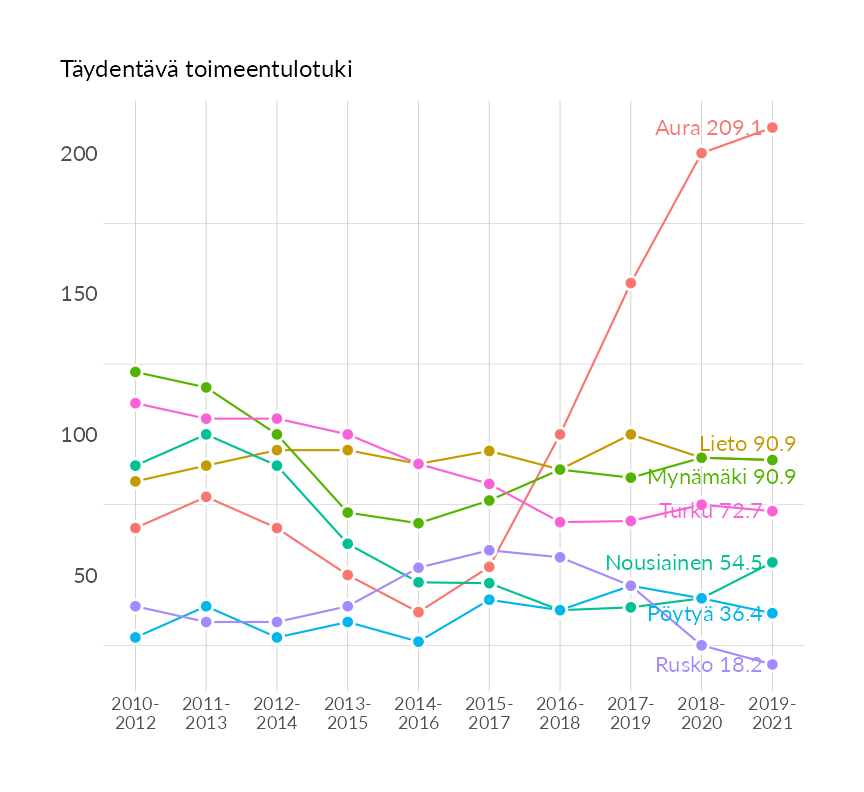 Täydentävä toimeentulotuki
Aura 209.1
200
150
100
Lieto 90.9
Mynämäki 90.9
Turku 72.7
Nousiainen 54.5
50
Pöytyä 36.4
Rusko 18.2
2010- 2011- 2012- 2013- 2014- 2015- 2016- 2017- 2018- 2019-
2012 2013 2014 2015 2016 2017 2018 2019 2020 2021